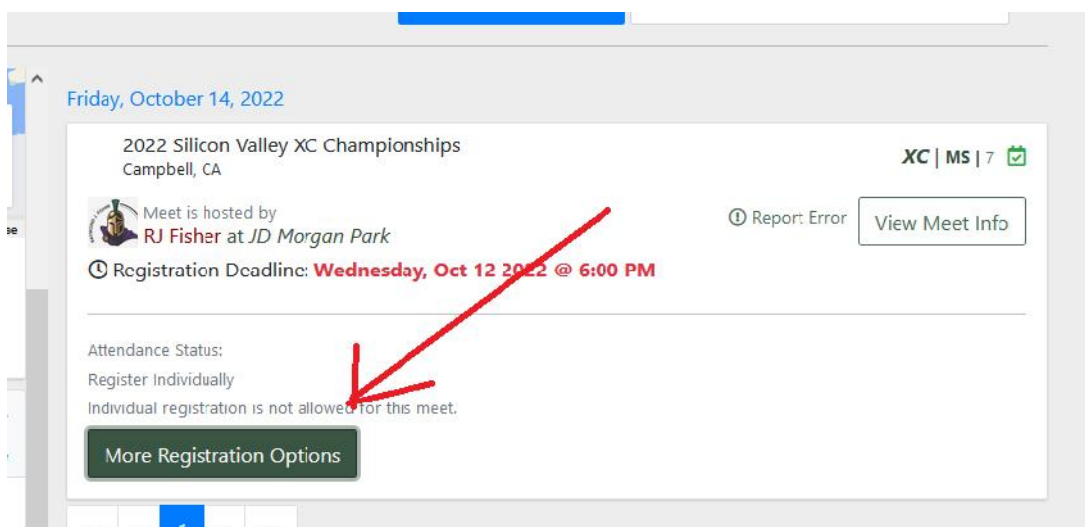 Friday, October 14, 2022
2022 Silicon Valley XC Championships
Campbell, CA
XC | MS | 7
Meet is hosted by
RJ Fisher at JD Morgan Park
Report Error
View Meet Info
Registration Deadline: Wednesday, Oct 12 2022 @ 6:00 PM
Attendance Status:
Register Individually
Individual registration is not allowed for this meet.
More Registration Options